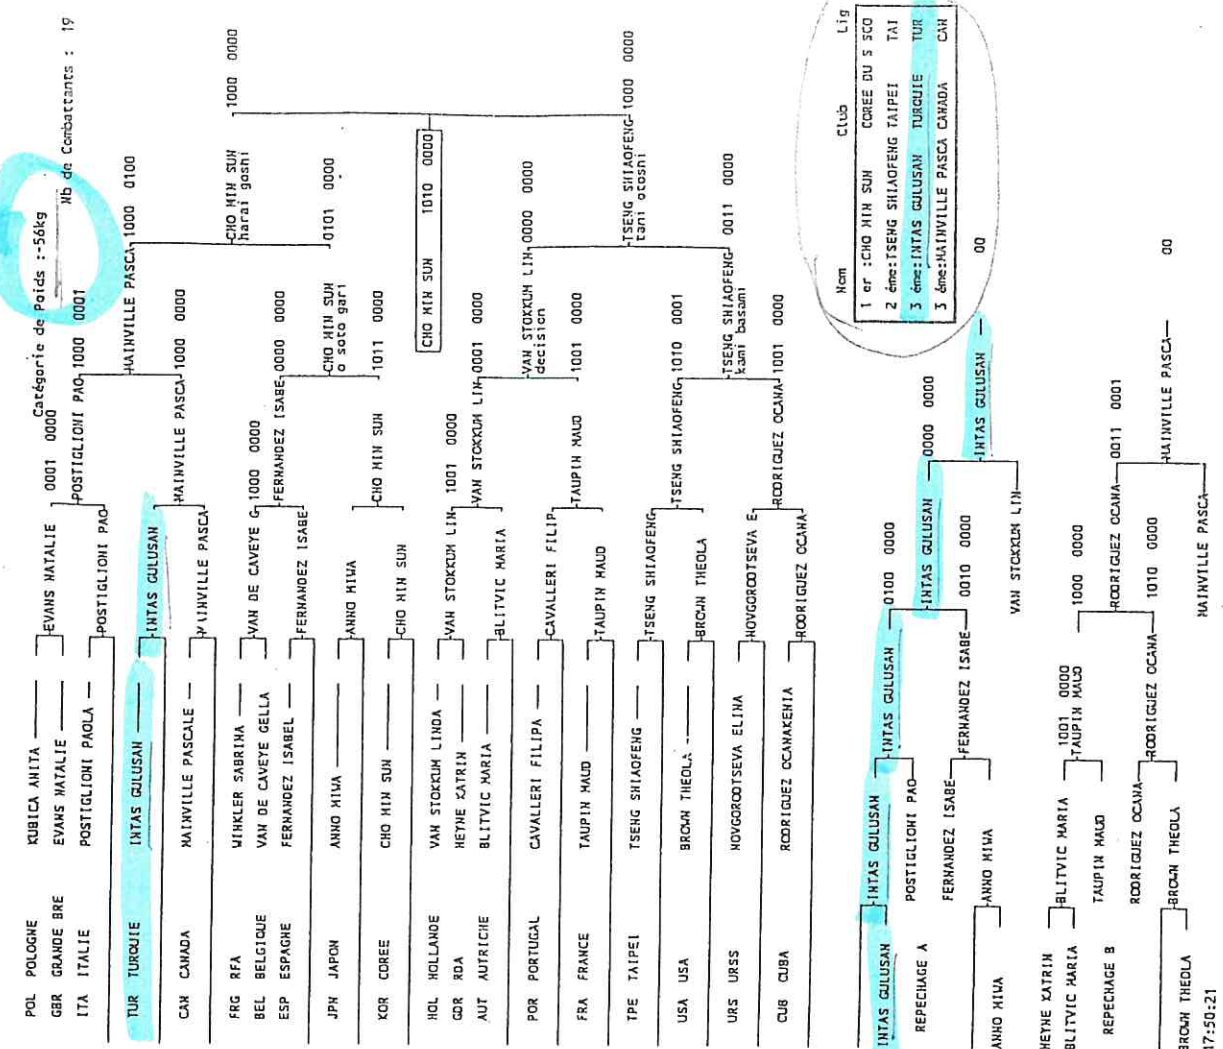 Catégorie de Poids :-56kg
Nb de Combattants : 19
POL POLOGNE KUBICA ANITA
GBR GRANDE BRE EVANS NATALIE
ITA ITALIE POSTIGLIONI PAOLA
TUR TURQUIE INTAS GULUSAN
CAN CANADA MAINVILLE PASCALE
FRG RFA WINKLER SABRINA
BEL BELGIQUE VAN DE CAVEYE GELLA
ESP ESPAGNE FERNANDEZ ISABEL
JPN JAPON ANNO MIWA
KOR COREE CHO MIN SUN
HOL HOLLANDE VAN STOKKUM LINDA
GDR RDA HEYNE KATRIN
AUT AUTRICHE BLITVIC MARIA
POR PORTUGAL CAVALLERI FILIPA
FRA FRANCE TAUPIN MAUD
TPE TAIPEI TSENG SHIAOFENG
USA USA BROWN THEOLA
URS URSS NOVGOROOTSEVA ELINA
CUB CUBA RODRIGUEZ OCANAKENIA
EVANS NATALIE 0001 0000
POSTIGLIONI PAO
INTAS GULUSAN
MAINVILLE PASCA
VAN DE CAVEYE G 1000 0000
FERNANDEZ ISABE
ANNO MIWA
CHO MIN SUN
VAN STOKKUM LIN 1001 0000
BLITVIC MARIA
CAVALLERI FILIP
TAUPIN MAUD
TSENG SHIAOFENG
BROWN THEOLA
NOVGOROOTSEVA E
RODRIGUEZ OCANA
POSTIGLIONI PAO 1000 0001
MAINVILLE PASCA 1000 0000
FERNANDEZ ISABE 0000 0000
CHO MIN SUN 1011 0000
VAN STOKKUM LIN 0001 0000
TAUPIN MAUD 1001 0000
TSENG SHIAOFENG 1010 0001
RODRIGUEZ OCANA 1001 0000
MAINVILLE PASCA 1000 0100
CHO MIN SUN 0101 0000
o soto gari
VAN STOKKUM LIN 0000 0000
decision
TSENG SHIAOFENG 0011 0000
kami basami
CHO MIN SUN 1000 0000
harai goshi
TSENG SHIAOFENG 1000 0000
tani otoshi
CHO MIN SUN 1010 0000
Nom Club Lig
1 er :CHO MIN SUN COREE DU S SCO
2 éme:TSENG SHIAOFENG TAIPEI TAI
3 éme:INTAS GULUSAN TURQUIE TUR
3 éme:MAINVILLE PASCA CANADA CAN
INTAS GULUSAN
REPECHAGE A
ANNO MIWA
INTAS GULUSAN
POSTIGLIONI PAO
FERNANDEZ ISABE
ANNO MIWA
INTAS GULUSAN 0100 0000
FERNANDEZ ISABE 0010 0000
INTAS GULUSAN 0000 0000
VAN STOKKUM LIN
INTAS GULUSAN 00
HEYNE KATRIN
BLITVIC MARIA
REPECHAGE B
BROWN THEOLA
BLITVIC MARIA 1001 0000
TAUPIN MAUD
RODRIGUEZ OCANA
BROWN THEOLA
TAUPIN MAUD 1000 0000
RODRIGUEZ OCANA 1010 0000
RODRIGUEZ OCANA 0011 0001
MAINVILLE PASCA
MAINVILLE PASCA 00
17:50:21